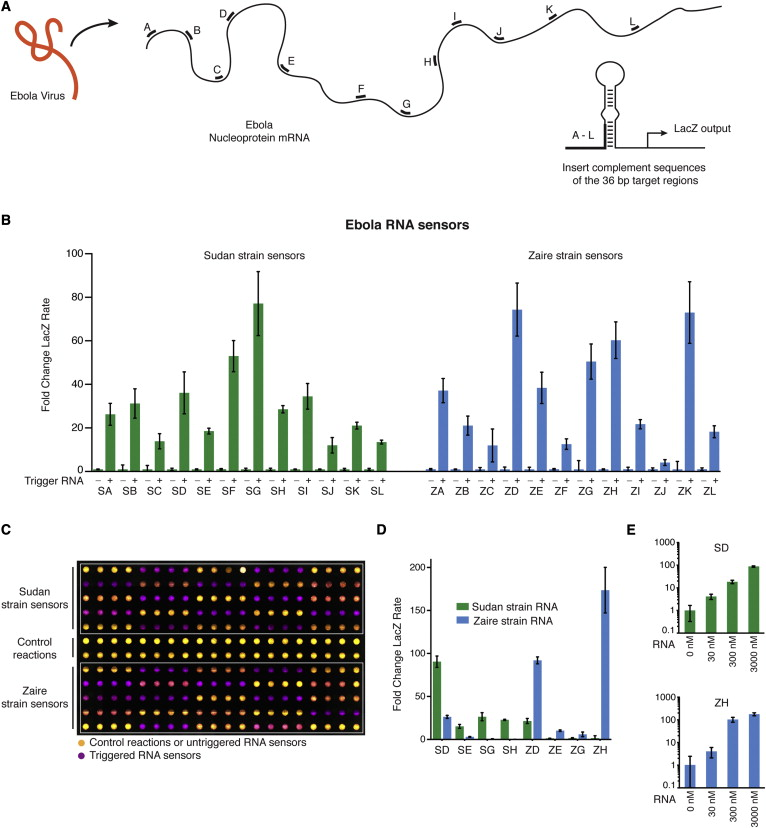 A
A
B
C
D
E
F
G
H
I
J
K
L
Ebola Virus
Ebola
Nucleoprotein mRNA
A - L
LacZ output
Insert complement sequences
of the 36 bp target regions
B
Ebola RNA sensors
Sudan strain sensors
Zaire strain sensors
Fold Change LacZ Rate
100
80
60
40
20
0
Trigger RNA
– + – + – + – + – + – + – + – + – + – + – + – + – + – + – + – + – + – + – + – + – + – + – + – +
SA SB SC SD SE SF SG SH SI SJ SK SL ZA ZB ZC ZD ZE ZF ZG ZH ZI ZJ ZK ZL
C
Sudan
strain sensors
Control
reactions
Zaire
strain sensors
Control reactions or untriggered RNA sensors
Triggered RNA sensors
D
Fold Change LacZ Rate
200
150
100
50
0
Sudan strain RNA
Zaire strain RNA
SD SE SG SH ZD ZE ZG ZH
E
SD
1000
100
10
1
0.1
RNA
0 nM
30 nM
300 nM
3000 nM
ZH
1000
100
10
1
0.1
RNA
0 nM
30 nM
300 nM
3000 nM